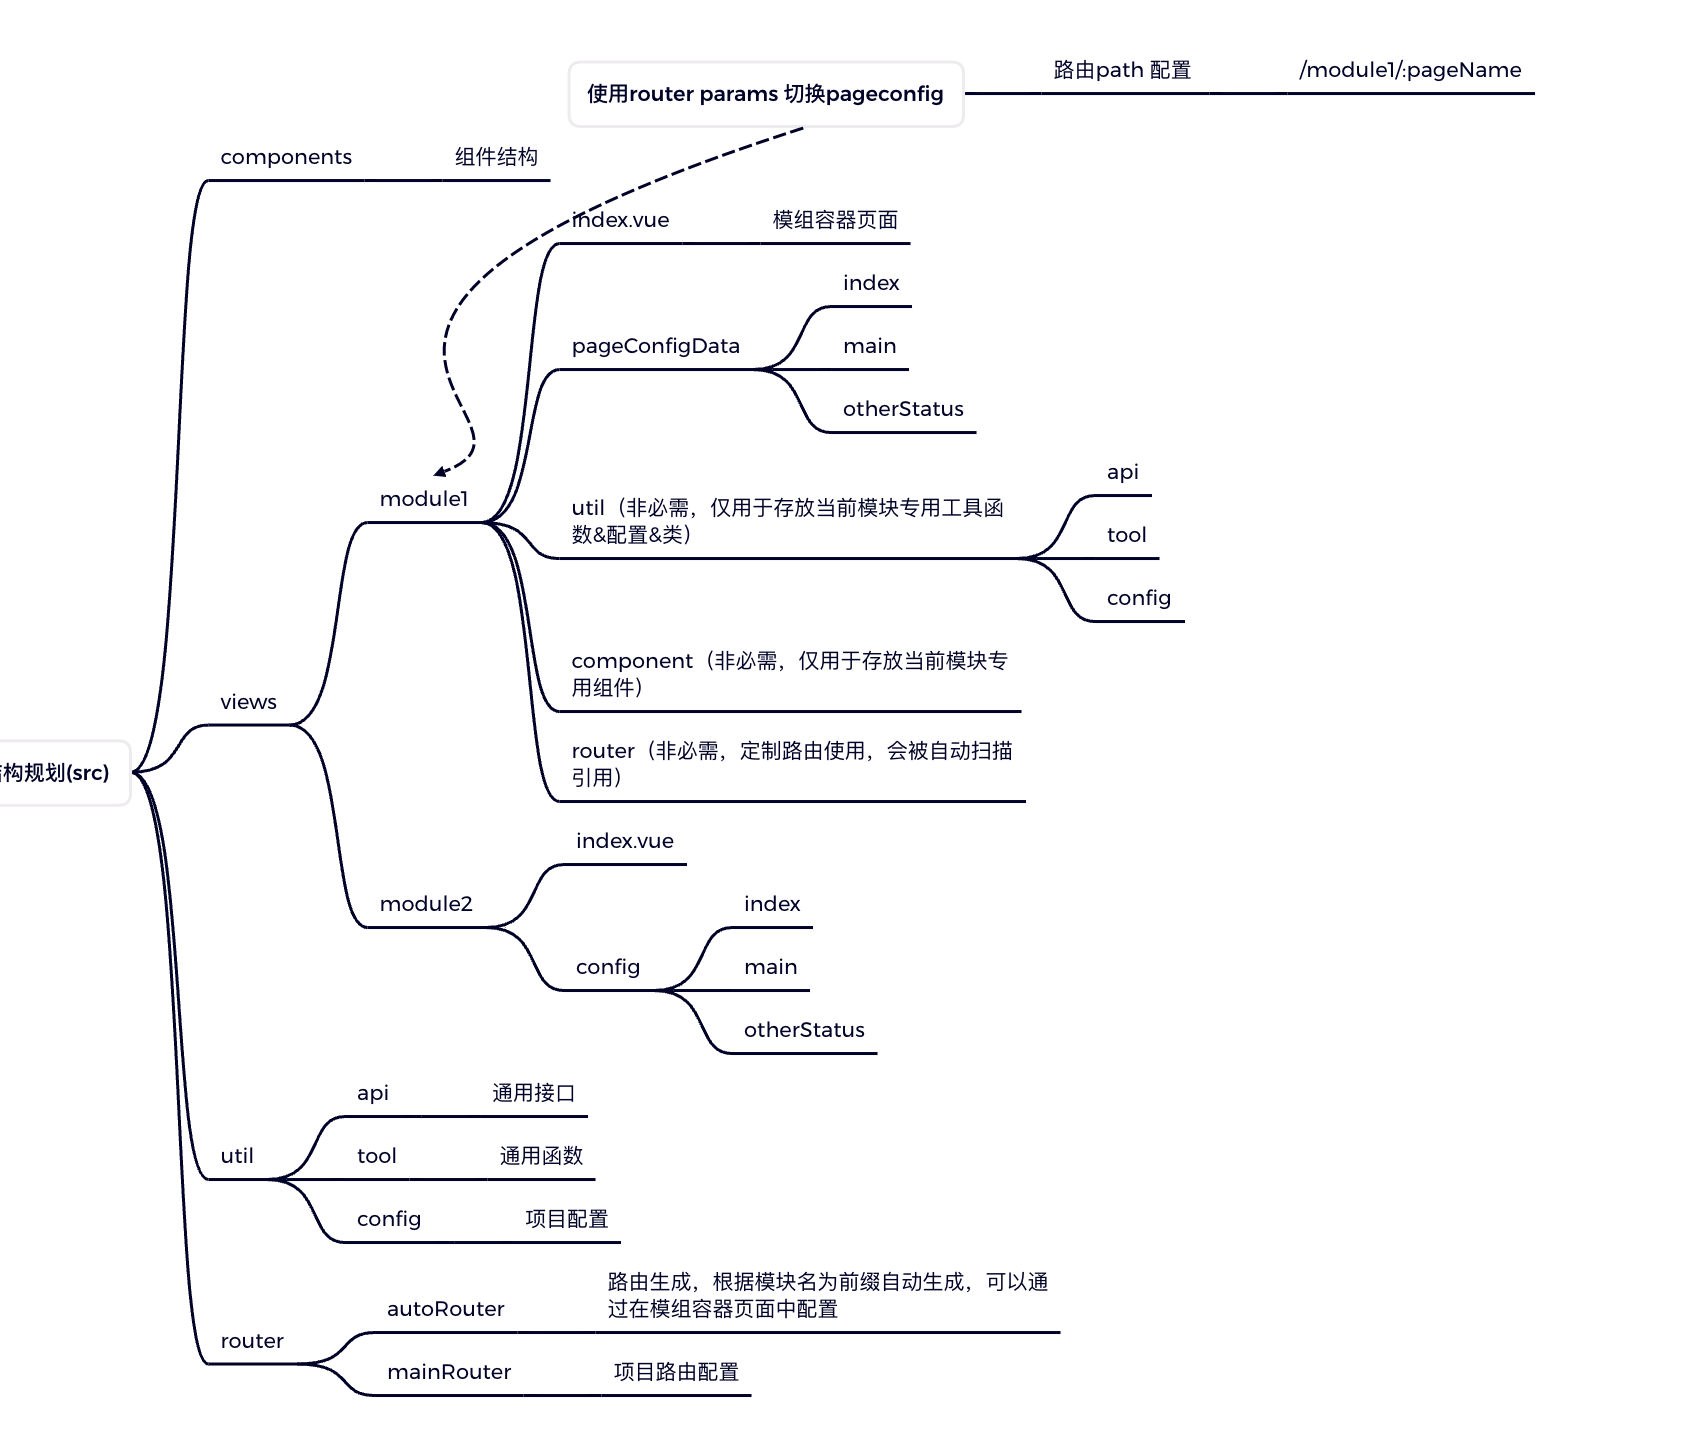 使用router params 切换pageconfig
路由path 配置
/module1/:pageName
components
组件结构
index.vue
模组容器页面
index
pageConfigData
main
otherStatus
module1
api
util（非必需，仅用于存放当前模块专用工具函
数&配置&类）
tool
config
component（非必需，仅用于存放当前模块专
用组件）
views
router（非必需，定制路由使用，会被自动扫描
引用）
构规划(src)
index.vue
module2
index
config
main
otherStatus
api
通用接口
util
tool
通用函数
config
项目配置
路由生成，根据模块名为前缀自动生成，可以通
过在模组容器页面中配置
autoRouter
router
mainRouter
项目路由配置